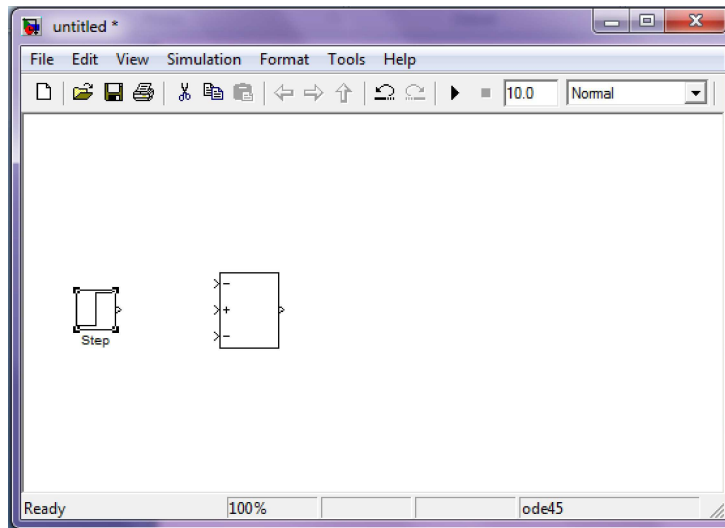 untitled *
File Edit View Simulation Format Tools Help
10.0 Normal
−
+
−
Step
Ready 100% ode45